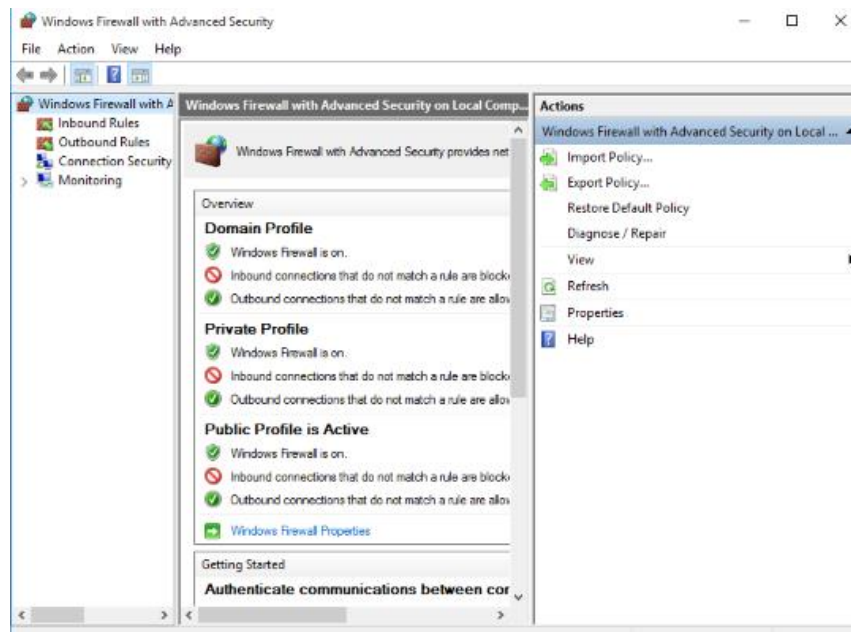 Windows Firewall with Advanced Security
File Action View Help
Windows Firewall with A
Inbound Rules
Outbound Rules
Connection Security
Monitoring
Windows Firewall with Advanced Security on Local Comp...
Windows Firewall with Advanced Security provides net
Overview
Domain Profile
Windows Firewall is on.
Inbound connections that do not match a rule are block
Outbound connections that do not match a rule are allow
Private Profile
Windows Firewall is on.
Inbound connections that do not match a rule are block
Outbound connections that do not match a rule are allow
Public Profile is Active
Windows Firewall is on.
Inbound connections that do not match a rule are block
Outbound connections that do not match a rule are allow
Windows Firewall Properties
Getting Started
Authenticate communications between cor
Actions
Windows Firewall with Advanced Security on Local ...
Import Policy...
Export Policy...
Restore Default Policy
Diagnose / Repair
View
Refresh
Properties
Help